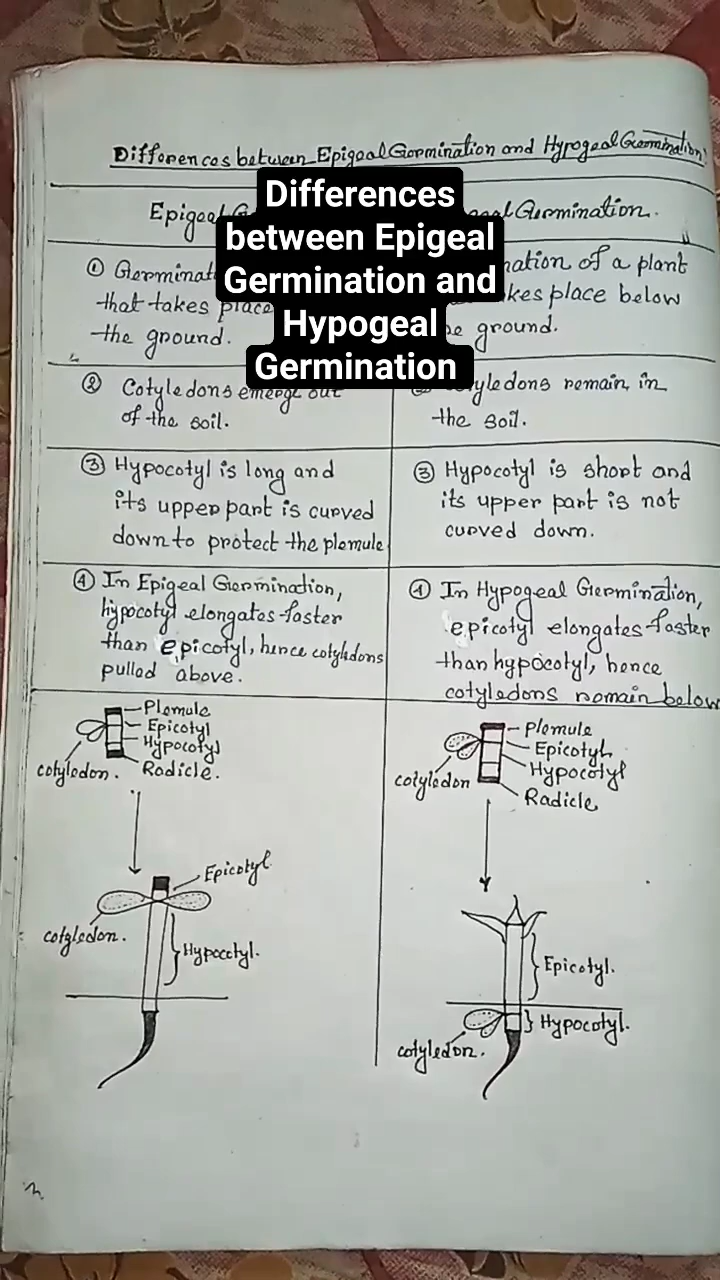 Differences between Epigeal Germination and Hypogeal Germination
Differences
between Epigeal
Germination and
Hypogeal
Germination
Epigeal
Germination.
① Germinat
that takes place
the ground.
nation of a plant
kes place below
ground.
② Cotyledons emerge out
of the soil.
yledons remain in
the soil.
③ Hypocotyl is long and
its upper part is curved
down to protect the plemule
③ Hypocotyl is short and
its upper part is not
curved down.
④ In Epigeal Germination,
hypocotyl elongates faster
than epicotyl, hence cotyledons
pulled above.
④ In Hypogeal Germination,
epicotyl elongates faster
than hypocotyl, hence
cotyledons remain below
Plemule
Epicotyl
Hypocotyl
cotyledon.
Radicle.
Epicotyl
cotyledon.
Hypocotyl.
Plemule
Epicotyl
Hypocotyl
cotyledon
Radicle
Epicotyl.
Hypocotyl.
cotyledon.